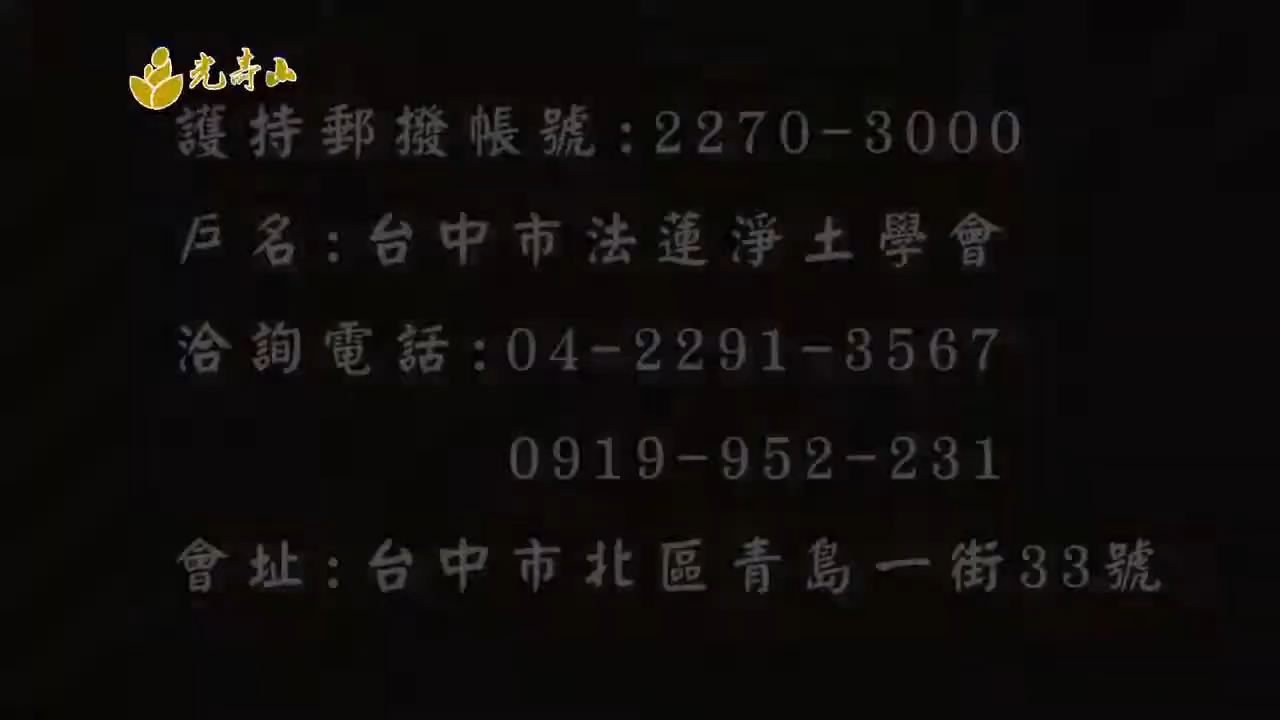 光壽山
護持郵撥帳號:2270-3000
戶名:台中市法蓮淨土學會
洽詢電話:04-2291-3567
0919-952-231
會址:台中市北區青島一街33號